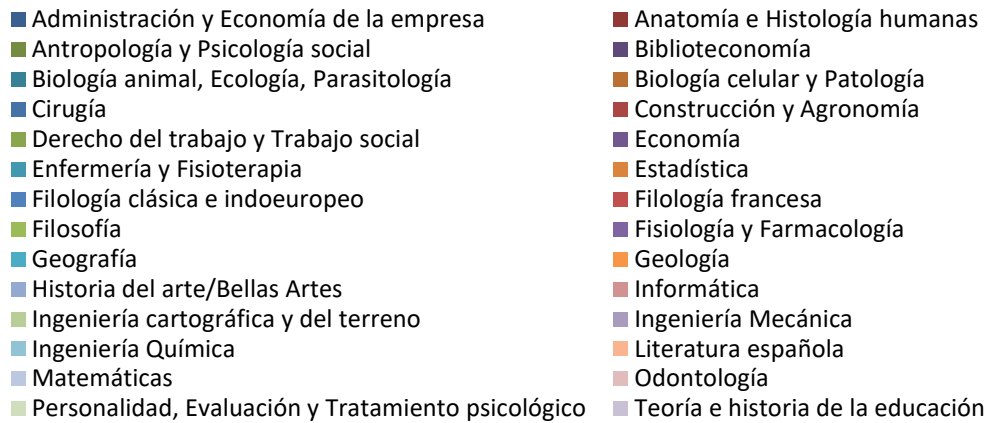 Administración y Economía de la empresa Anatomía e Histología humanas
Antropología y Psicología social Biblioteconomía
Biología animal, Ecología, Parasitología Biología celular y Patología
Cirugía Construcción y Agronomía
Derecho del trabajo y Trabajo social Economía
Enfermería y Fisioterapia Estadística
Filología clásica e indoeuropeo Filología francesa
Filosofía Fisiología y Farmacología
Geografía Geología
Historia del arte/Bellas Artes Informática
Ingeniería cartográfica y del terreno Ingeniería Mecánica
Ingeniería Química Literatura española
Matemáticas Odontología
Personalidad, Evaluación y Tratamiento psicológico Teoría e historia de la educación